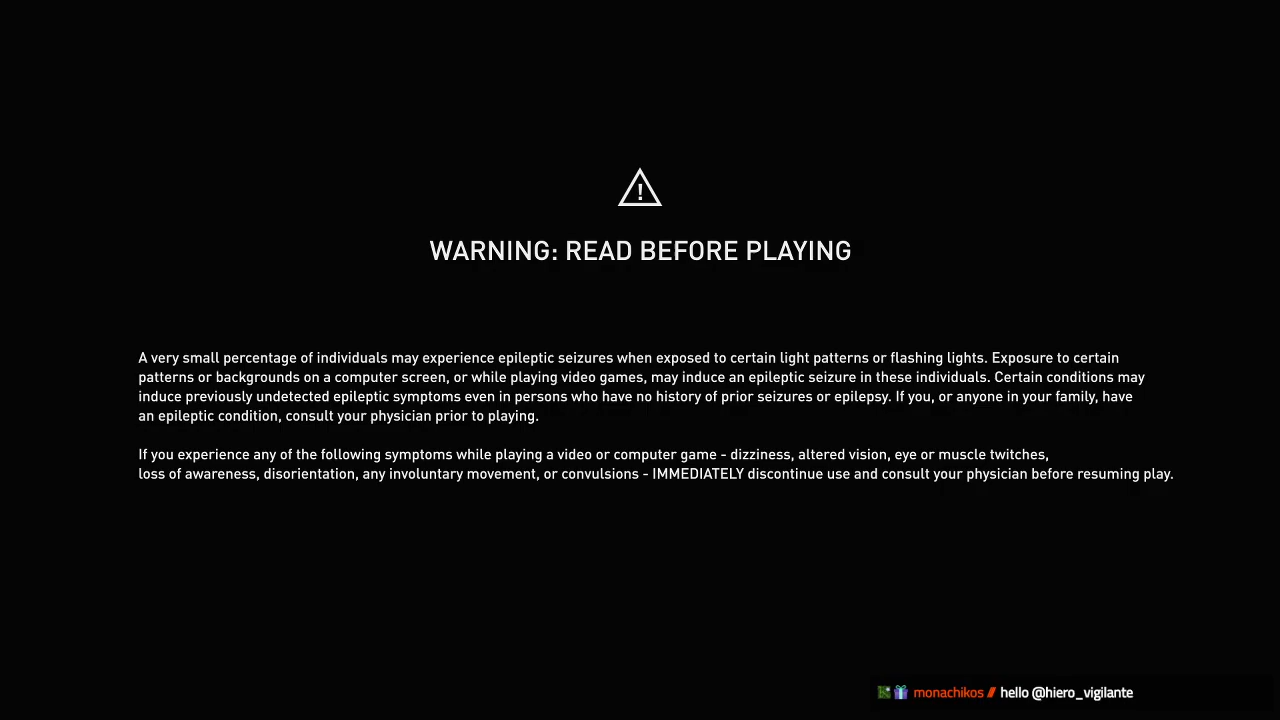 WARNING: READ BEFORE PLAYING
A very small percentage of individuals may experience epileptic seizures when exposed to certain light patterns or flashing lights. Exposure to certain
patterns or backgrounds on a computer screen, or while playing video games, may induce an epileptic seizure in these individuals. Certain conditions may
induce previously undetected epileptic symptoms even in persons who have no history of prior seizures or epilepsy. If you, or anyone in your family, have
an epileptic condition, consult your physician prior to playing.
If you experience any of the following symptoms while playing a video or computer game - dizziness, altered vision, eye or muscle twitches,
loss of awareness, disorientation, any involuntary movement, or convulsions - IMMEDIATELY discontinue use and consult your physician before resuming play.
monachikos // hello @hiero_vigilante